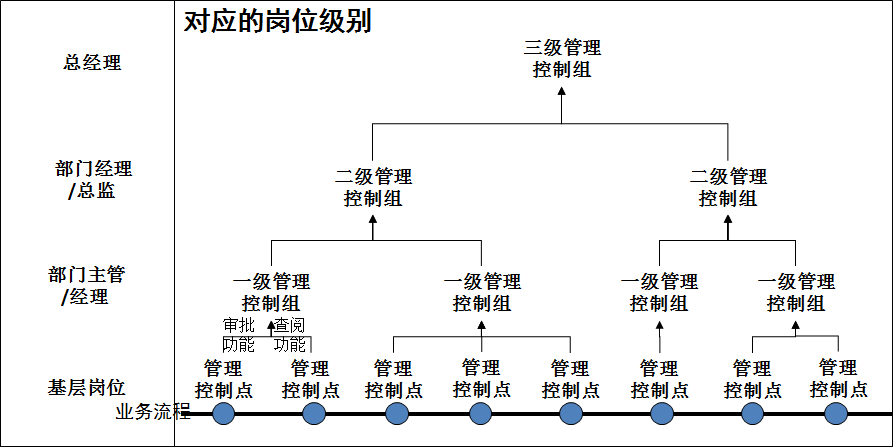 对应的岗位级别
总经理
三级管理
控制组
部门经理
/总监
二级管理
控制组
二级管理
控制组
部门主管
/经理
一级管理
控制组
一级管理
控制组
一级管理
控制组
一级管理
控制组
审批
功能
查阅
功能
基层岗位
管理
控制点
管理
控制点
管理
控制点
管理
控制点
管理
控制点
管理
控制点
管理
控制点
管理
控制点
业务流程